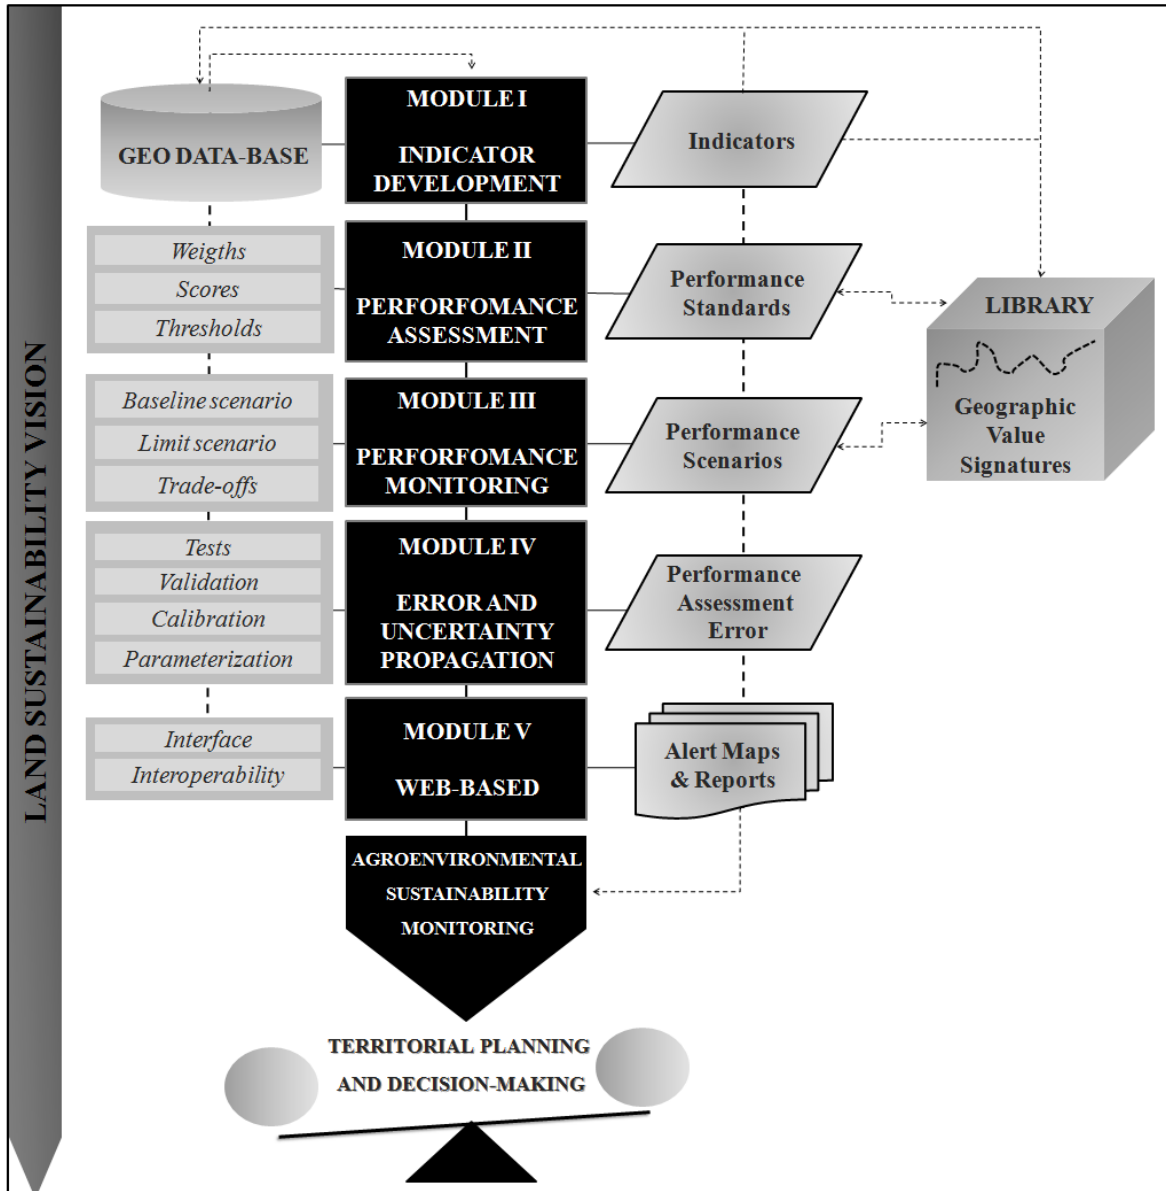 LAND SUSTAINABILITY VISION
GEO DATA-BASE
MODULE I
INDICATOR
DEVELOPMENT
Indicators
Weigths
Scores
Thresholds
MODULE II
PERFORFOMANCE
ASSESSMENT
Performance
Standards
LIBRARY
Geographic
Value
Signatures
Baseline scenario
Limit scenario
Trade-offs
MODULE III
PERFORFOMANCE
MONITORING
Performance
Scenarios
Tests
Validation
Calibration
Parameterization
MODULE IV
ERROR AND
UNCERTAINTY
PROPAGATION
Performance
Assessment
Error
Interface
Interoperability
MODULE V
WEB-BASED
Alert Maps
& Reports
AGROENVIRONMENTAL
SUSTAINABILITY
MONITORING
TERRITORIAL PLANNING
AND DECISION-MAKING